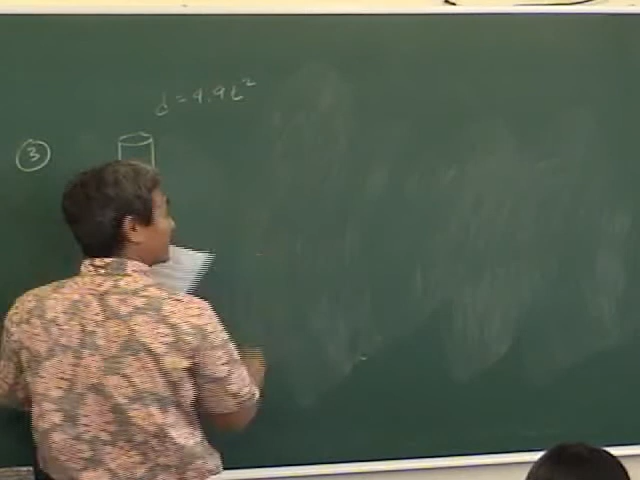 d = 4.9t²
3